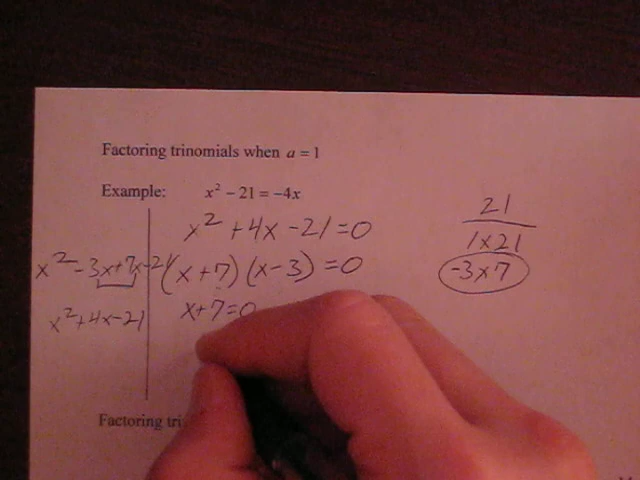 Factoring trinomials when a = 1
Example: x² − 21 = −4x
x² + 4x − 21 = 0
(x + 7) (x − 3) = 0
x + 7 = 0
x² − 3x + 7x − 21
x² + 4x − 21
21
1 x 21
−3 x 7
Factoring tri